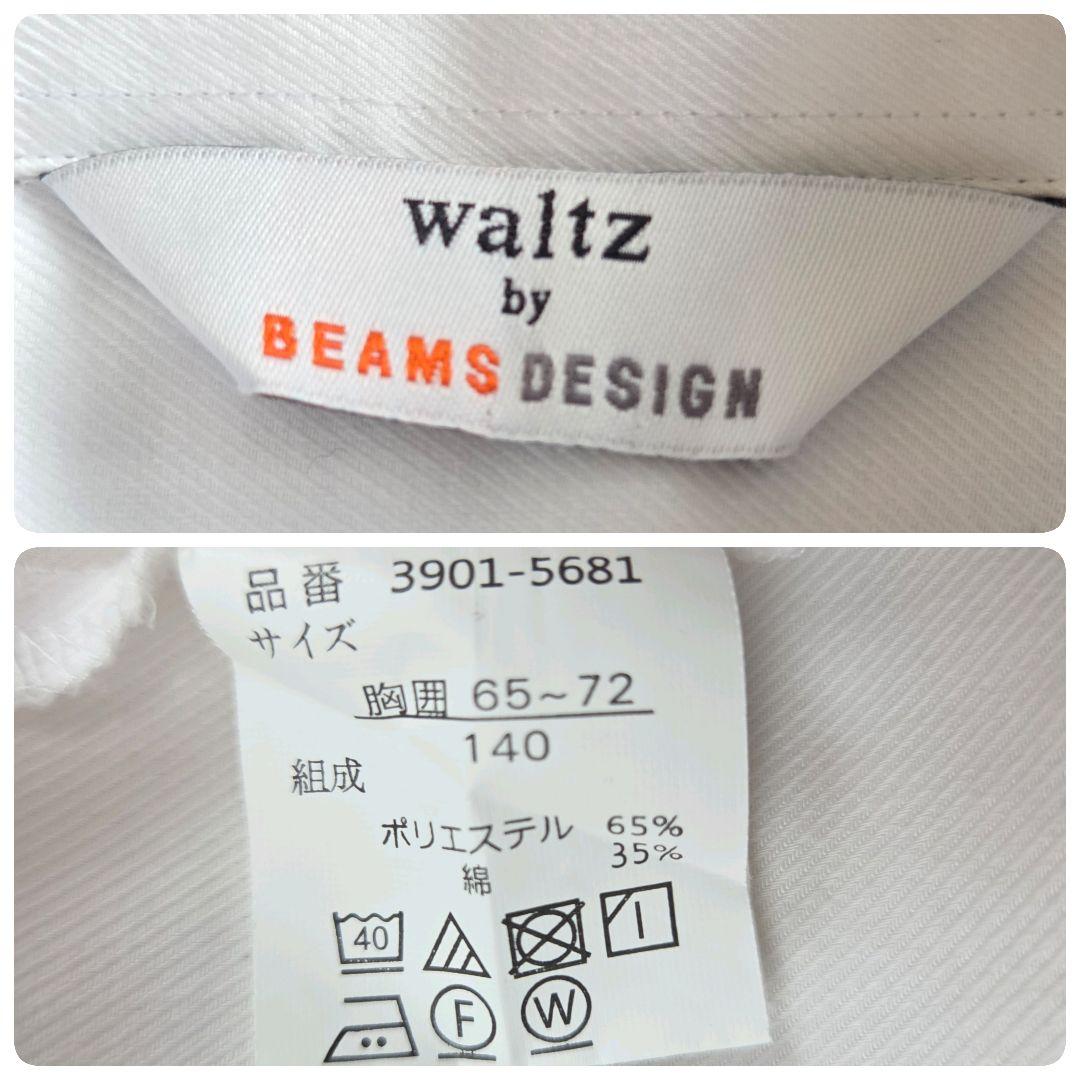 waltz
by
BEAMS DESIGN
品番 3901-5681
サイズ
胸囲 65~72
140
組成
ポリエステル 65%
綿 35%
40
F W